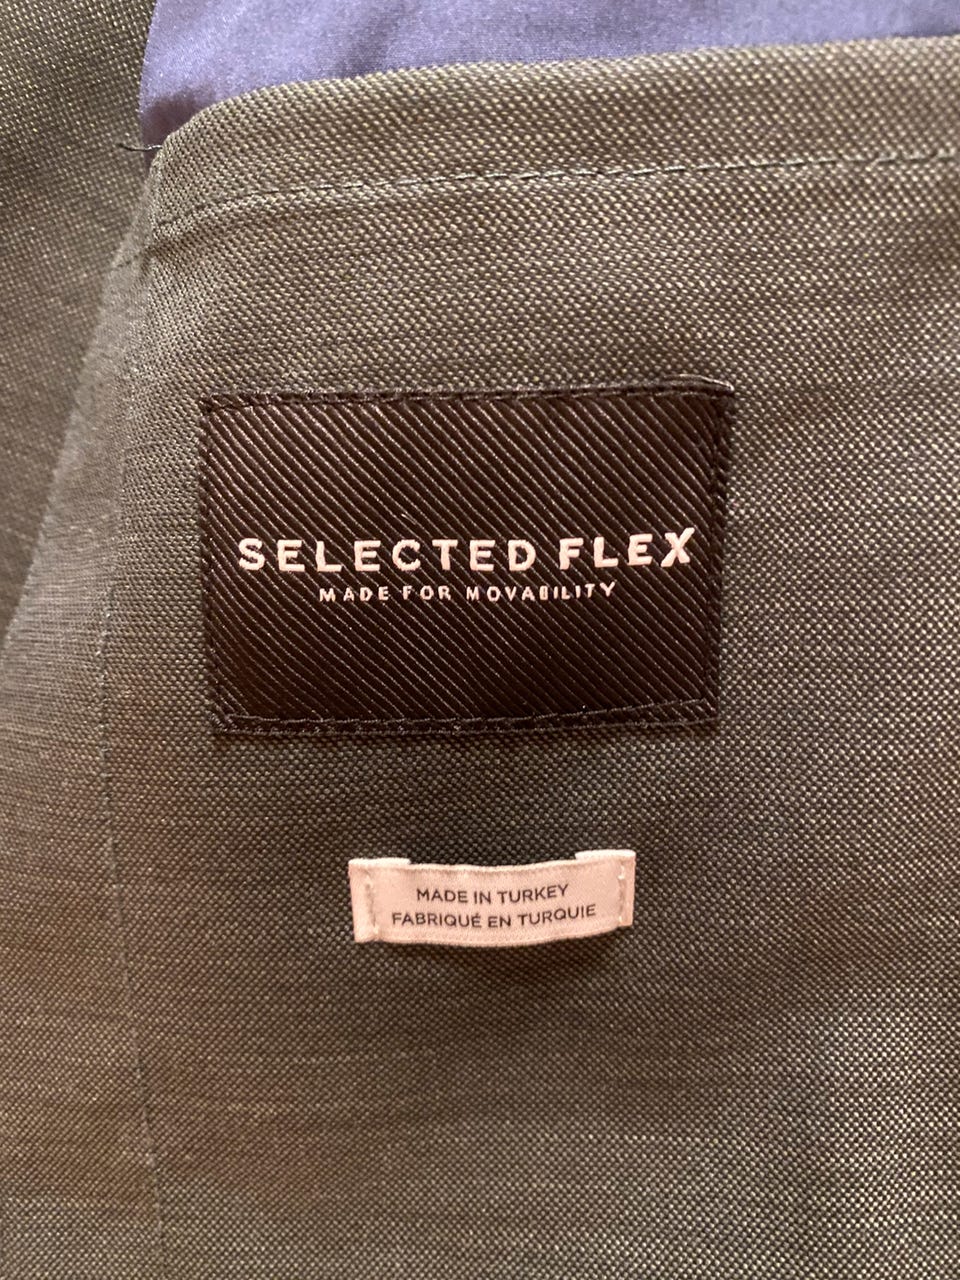 SELECTED FLEX
MADE FOR MOVABILITY
MADE IN TURKEY
FABRIQUÉ EN TURQUIE